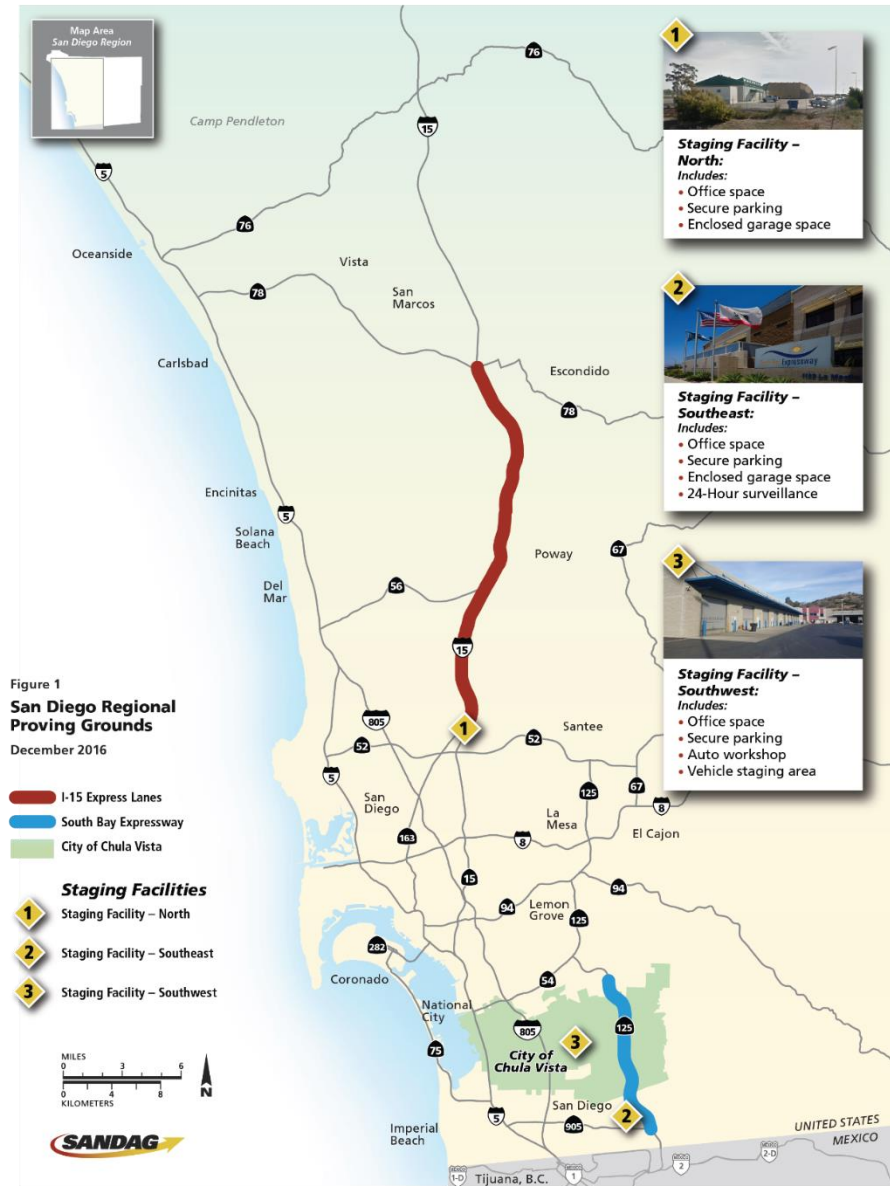 Map Area
San Diego Region
76
15
Camp Pendleton
5
76
Oceanside
Vista
78
San
Marcos
Carlsbad
Escondido
78
Encinitas
5
Solana
Beach
Poway
67
Del
Mar
56
15
805
1
Santee
52
52
5
67
San
Diego
125
8
La
Mesa
El Cajon
163
8
15
94
94
Lemon
Grove
125
282
Coronado
54
National
City
125
805
3
City of
Chula Vista
75
San Diego
2
Imperial
Beach
5
905
UNITED STATES
MEXICO
1-D
Tijuana, B.C.
1
2
2-D
1
Staging Facility –
North:
Includes:
• Office space
• Secure parking
• Enclosed garage space
2
Expressway
Staging Facility –
Southeast:
Includes:
• Office space
• Secure parking
• Enclosed garage space
• 24-Hour surveillance
3
Staging Facility –
Southwest:
Includes:
• Office space
• Secure parking
• Auto workshop
• Vehicle staging area
Figure 1
San Diego Regional
Proving Grounds
December 2016
I-15 Express Lanes
South Bay Expressway
City of Chula Vista
Staging Facilities
1 Staging Facility – North
2 Staging Facility – Southeast
3 Staging Facility – Southwest
MILES
0 3 6
0 4 8
KILOMETERS
N
SANDAG